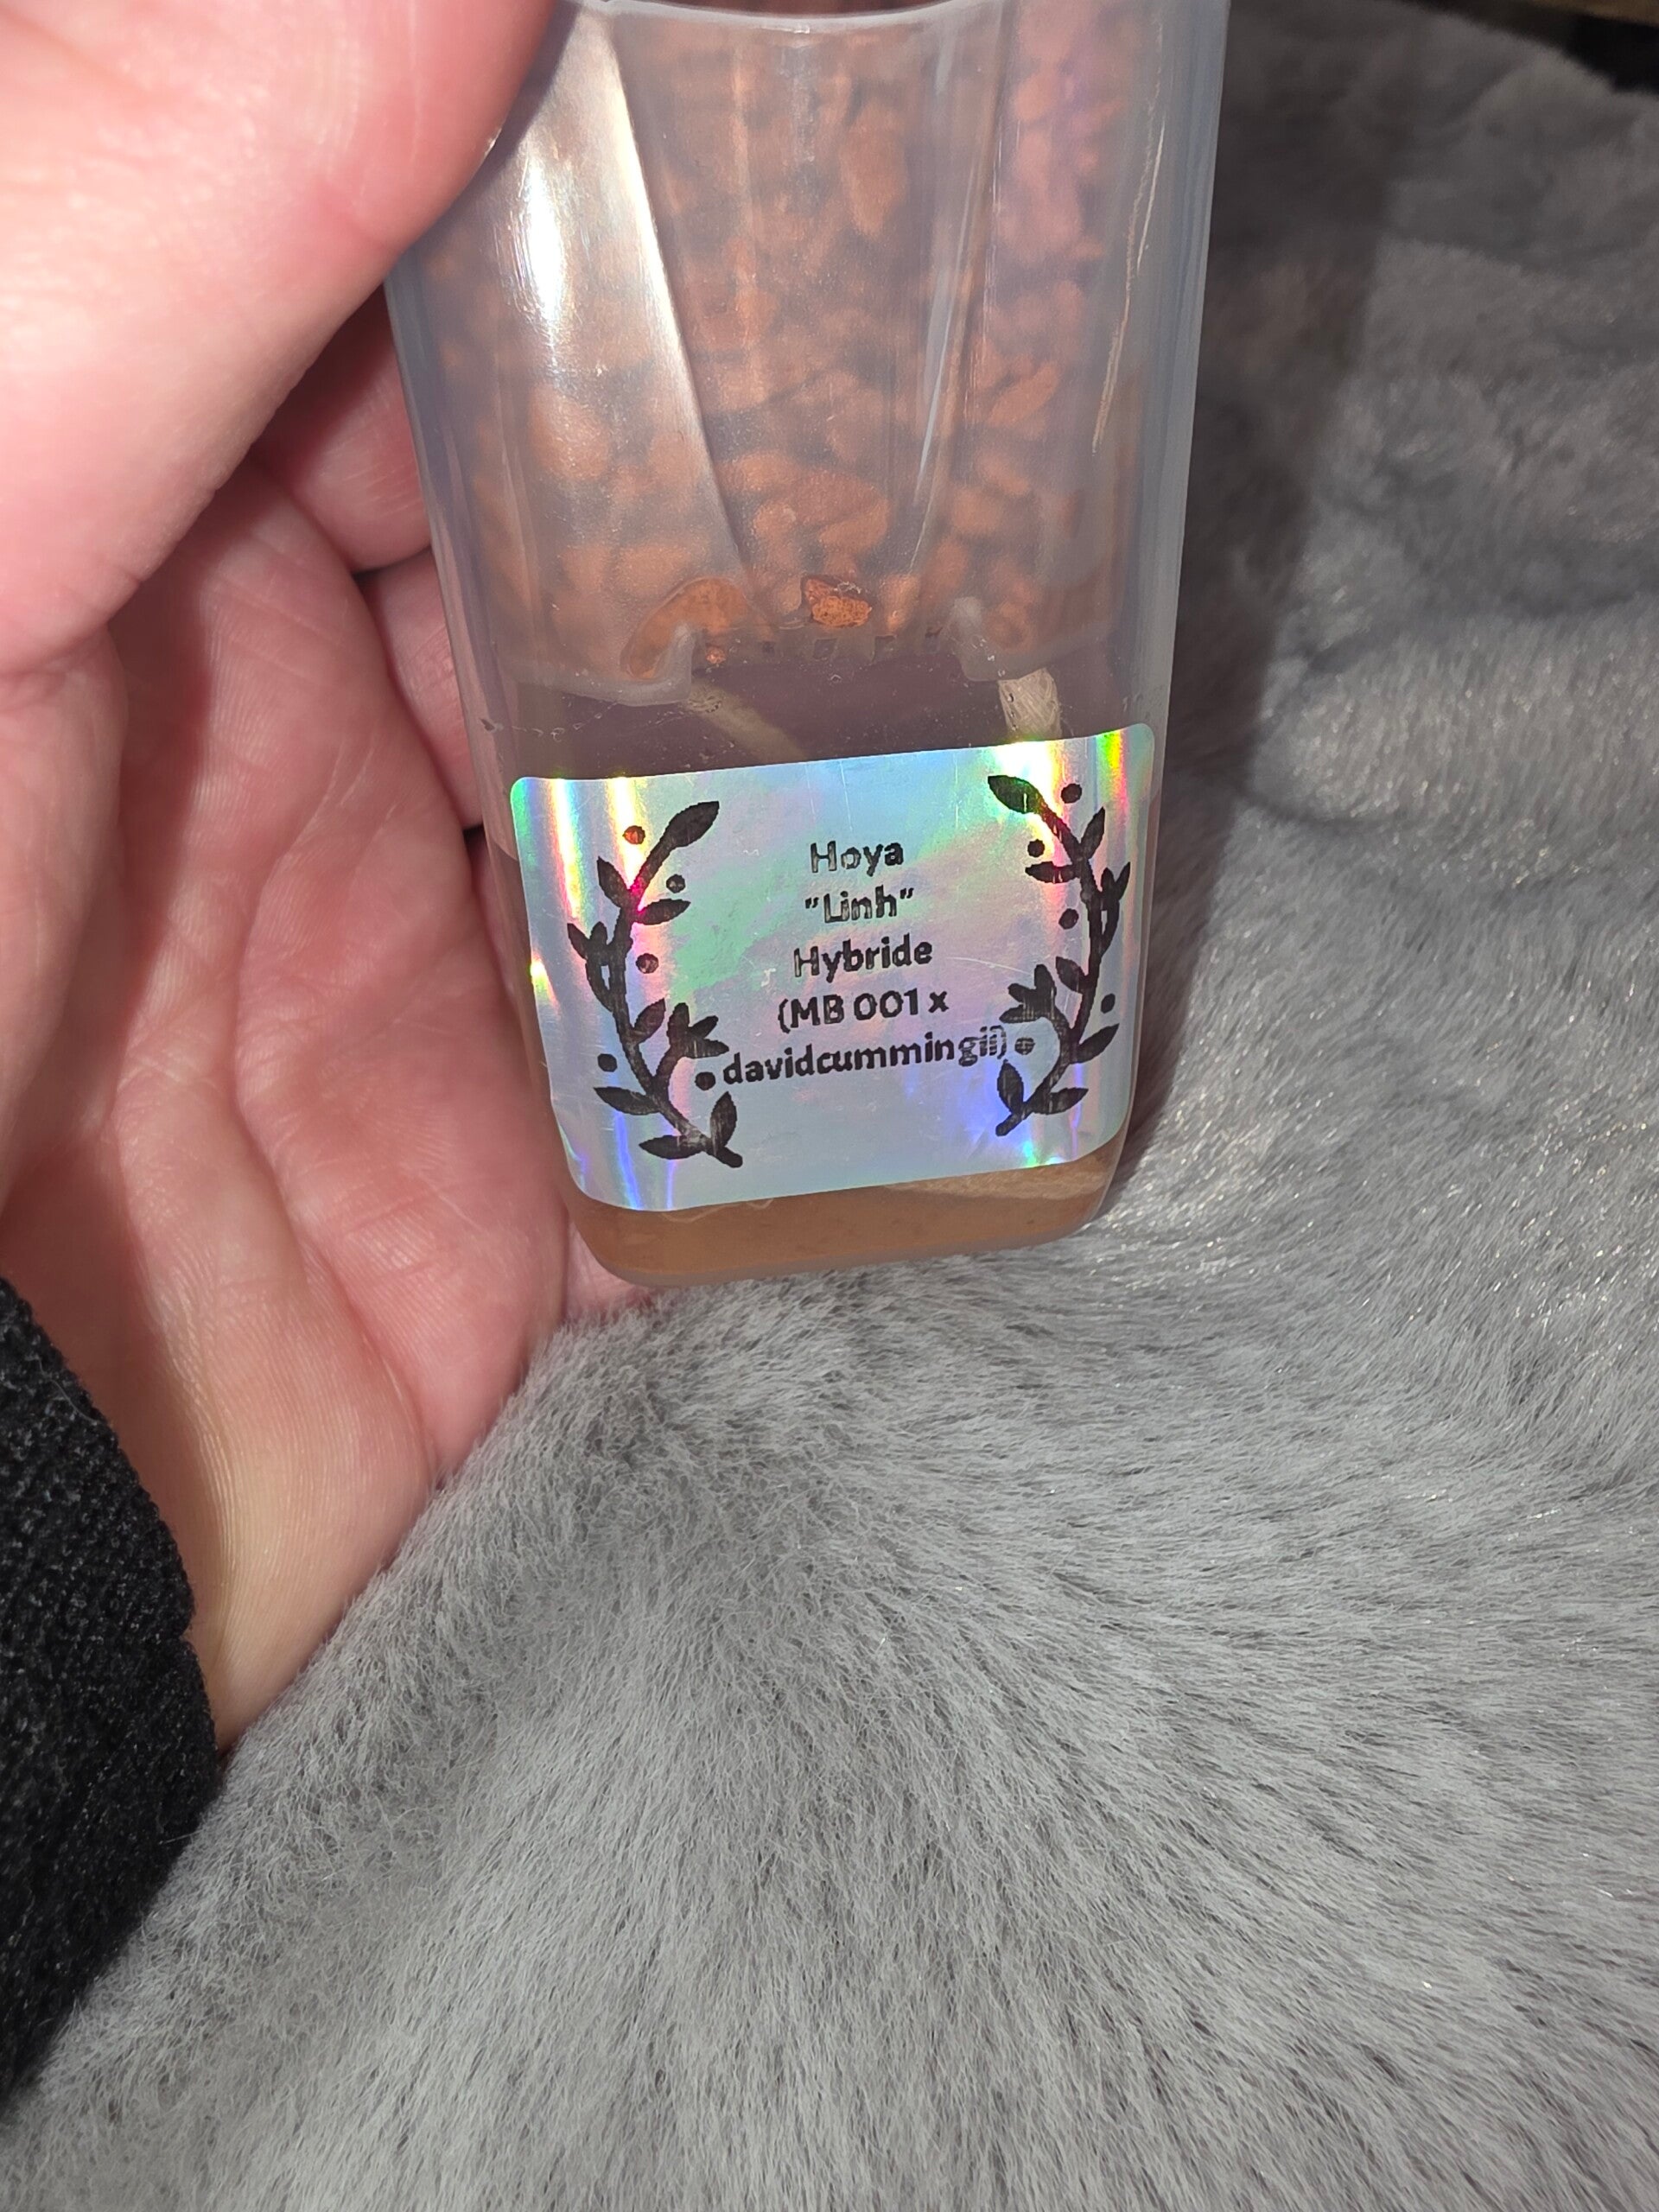 Hoya
"Linh"
Hybride
(MB 001 x
davidcummingii)